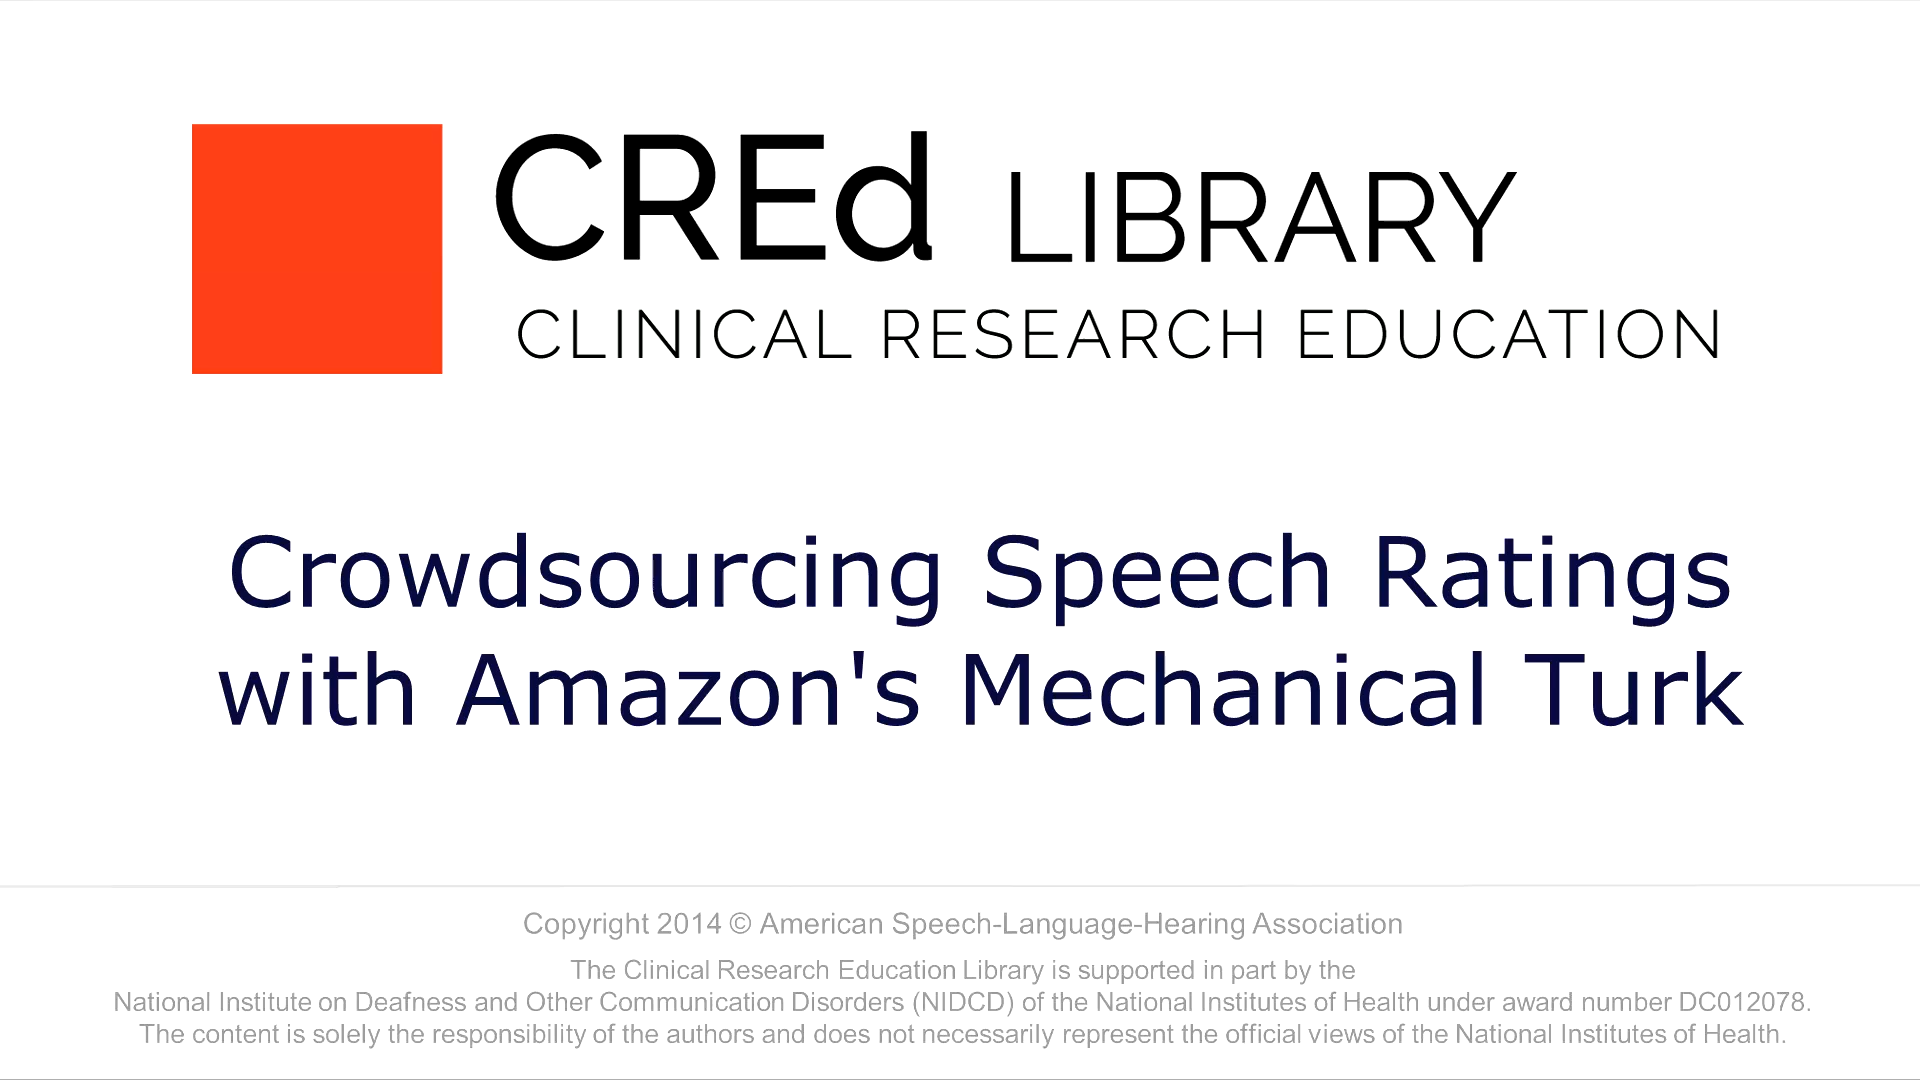 CREd LIBRARY
CLINICAL RESEARCH EDUCATION
Crowdsourcing Speech Ratings
with Amazon's Mechanical Turk
Copyright 2014 © American Speech-Language-Hearing Association
The Clinical Research Education Library is supported in part by the
National Institute on Deafness and Other Communication Disorders (NIDCD) of the National Institutes of Health under award number DC012078.
The content is solely the responsibility of the authors and does not necessarily represent the official views of the National Institutes of Health.